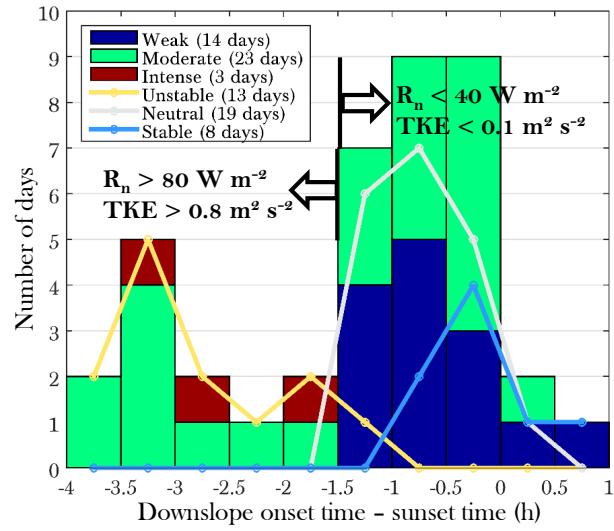 Number of days
10
9
8
7
6
5
4
3
2
1
0
Weak (14 days)
Moderate (23 days)
Intense (3 days)
Unstable (13 days)
Neutral (19 days)
Stable (8 days)
Rₙ < 40 W m⁻²
TKE < 0.1 m² s⁻²
Rₙ > 80 W m⁻²
TKE > 0.8 m² s⁻²
-4 -3.5 -3 -2.5 -2 -1.5 -1 -0.5 0 0.5 1
Downslope onset time – sunset time (h)